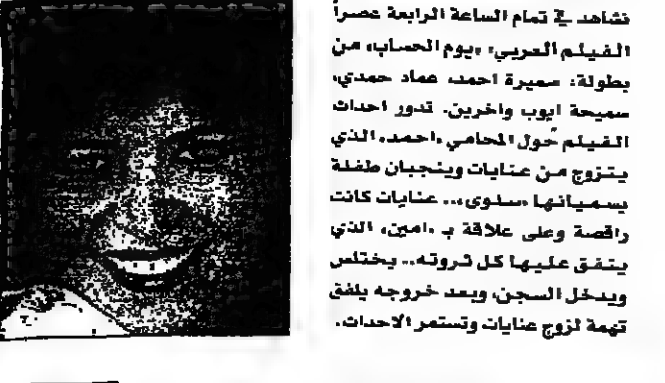 نشاهد في تمام الساعة الرابعة عصراً
الفيلم العربي، «يوم الحساب» من
بطولة: سميرة احمد، عماد حمدي،
سميحة ايوب واخرين. تدور احداث
الفيلم حول المحامي «احمد» الذي
يتزوج من عنايات وينجبان طفلة
يسميانها «سلوى».. عنايات كانت
راقصة وعلى علاقة بـ «امين» الذي
ينفق عليها كل ثروته.. يختلس
ويدخل السجن، وبعد خروجه يلفق
تهمة لزوج عنايات وتستمر الاحداث.